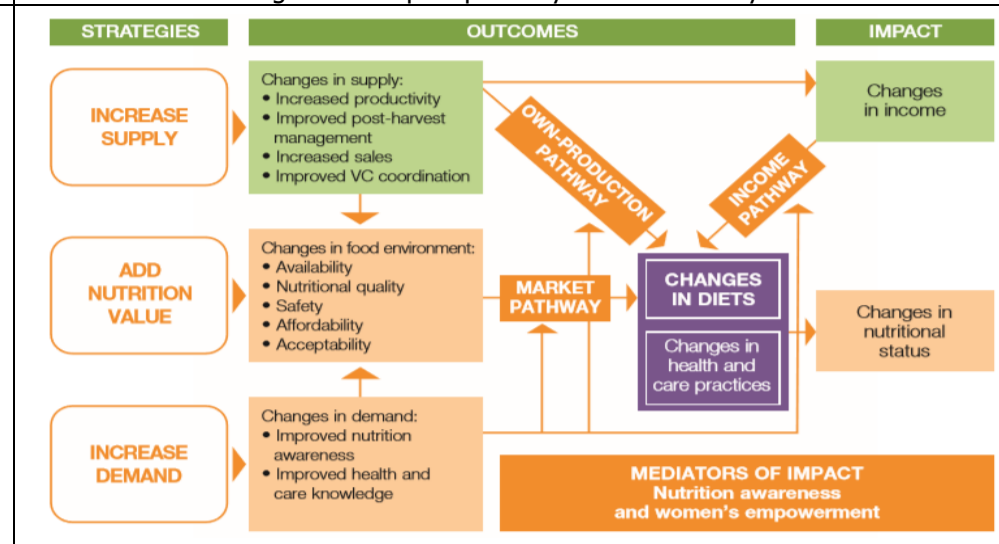 STRATEGIES
OUTCOMES
IMPACT
INCREASE
SUPPLY
Changes in supply:
• Increased productivity
• Improved post-harvest
management
• Increased sales
• Improved VC coordination
OWN-PRODUCTION
PATHWAY
Changes
in income
INCOME
PATHWAY
ADD
NUTRITION
VALUE
Changes in food environment:
• Availability
• Nutritional quality
• Safety
• Affordability
• Acceptability
MARKET
PATHWAY
CHANGES
IN DIETS
Changes in
health and
care practices
Changes in
nutritional
status
INCREASE
DEMAND
Changes in demand:
• Improved nutrition
awareness
• Improved health and
care knowledge
MEDIATORS OF IMPACT
Nutrition awareness
and women's empowerment